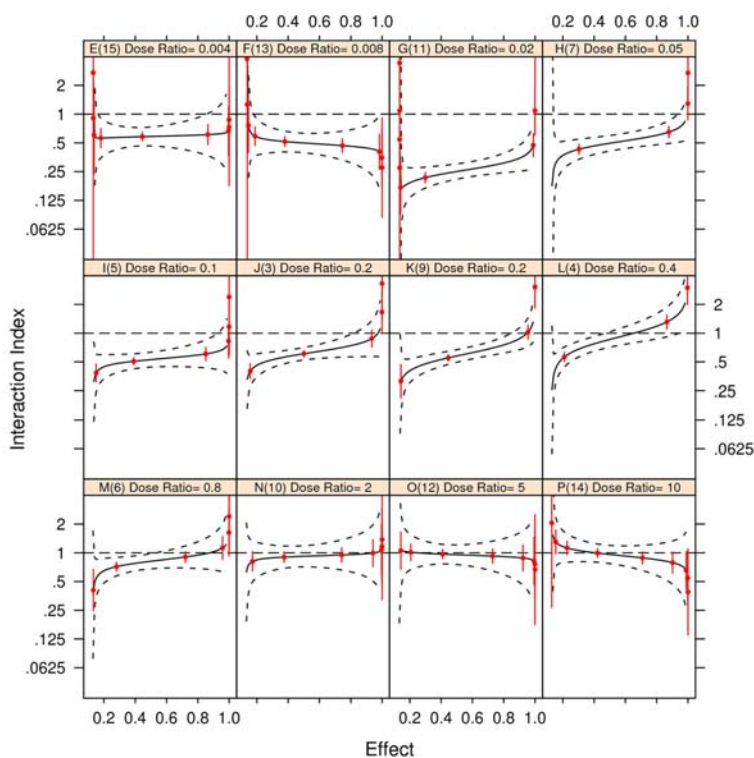 0.2 0.4 0.6 0.8 1.0 0.2 0.4 0.6 0.8 1.0
E(15) Dose Ratio= 0.004 F(13) Dose Ratio= 0.008 G(11) Dose Ratio= 0.02 H(7) Dose Ratio= 0.05
2
1
.5
.25
.125
.0625
I(5) Dose Ratio= 0.1 J(3) Dose Ratio= 0.2 K(9) Dose Ratio= 0.2 L(4) Dose Ratio= 0.4
2
1
.5
.25
.125
.0625
Interaction Index
M(6) Dose Ratio= 0.8 N(10) Dose Ratio= 2 O(12) Dose Ratio= 5 P(14) Dose Ratio= 10
2
1
.5
.25
.125
.0625
0.2 0.4 0.6 0.8 1.0 0.2 0.4 0.6 0.8 1.0
Effect